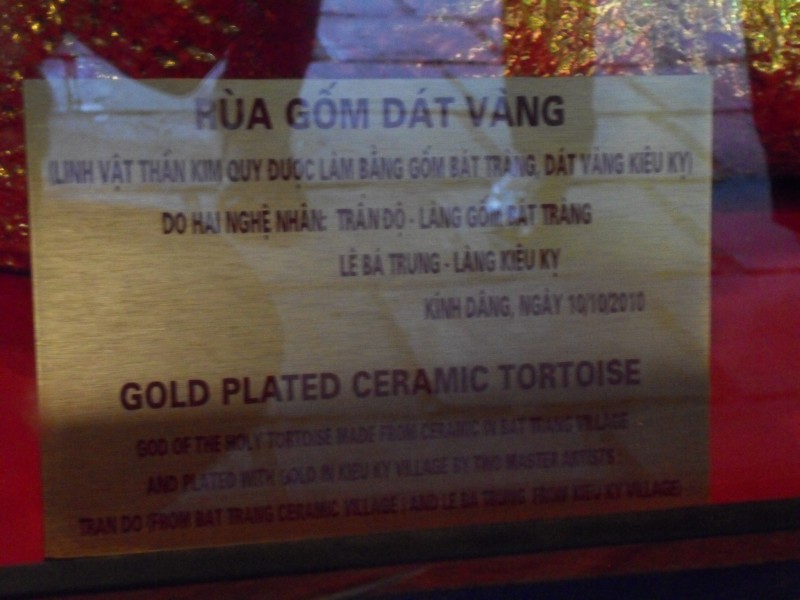 RÙA GỐM DÁT VÀNG
(LINH VẬT THẦN KIM QUY ĐƯỢC LÀM BẰNG GỐM BÁT TRÀNG, DÁT VÀNG KIÊU KỴ)
DO HAI NGHỆ NHÂN: TRẦN ĐỘ - LÀNG GỐM BÁT TRÀNG
LÊ BÁ TRUNG - LÀNG KIÊU KỴ
KÍNH DÂNG, NGÀY 10/10/2010
GOLD PLATED CERAMIC TORTOISE
GOD OF THE HOLY TORTOISE MADE FROM CERAMIC IN BAT TRANG VILLAGE
AND PLATED WITH GOLD IN KIEU KY VILLAGE BY TWO MASTER ARTISTS :
TRAN DO (FROM BAT TRANG CERAMIC VILLAGE ) AND LE BA TRUNG FROM KIEU KY VILLAGE)